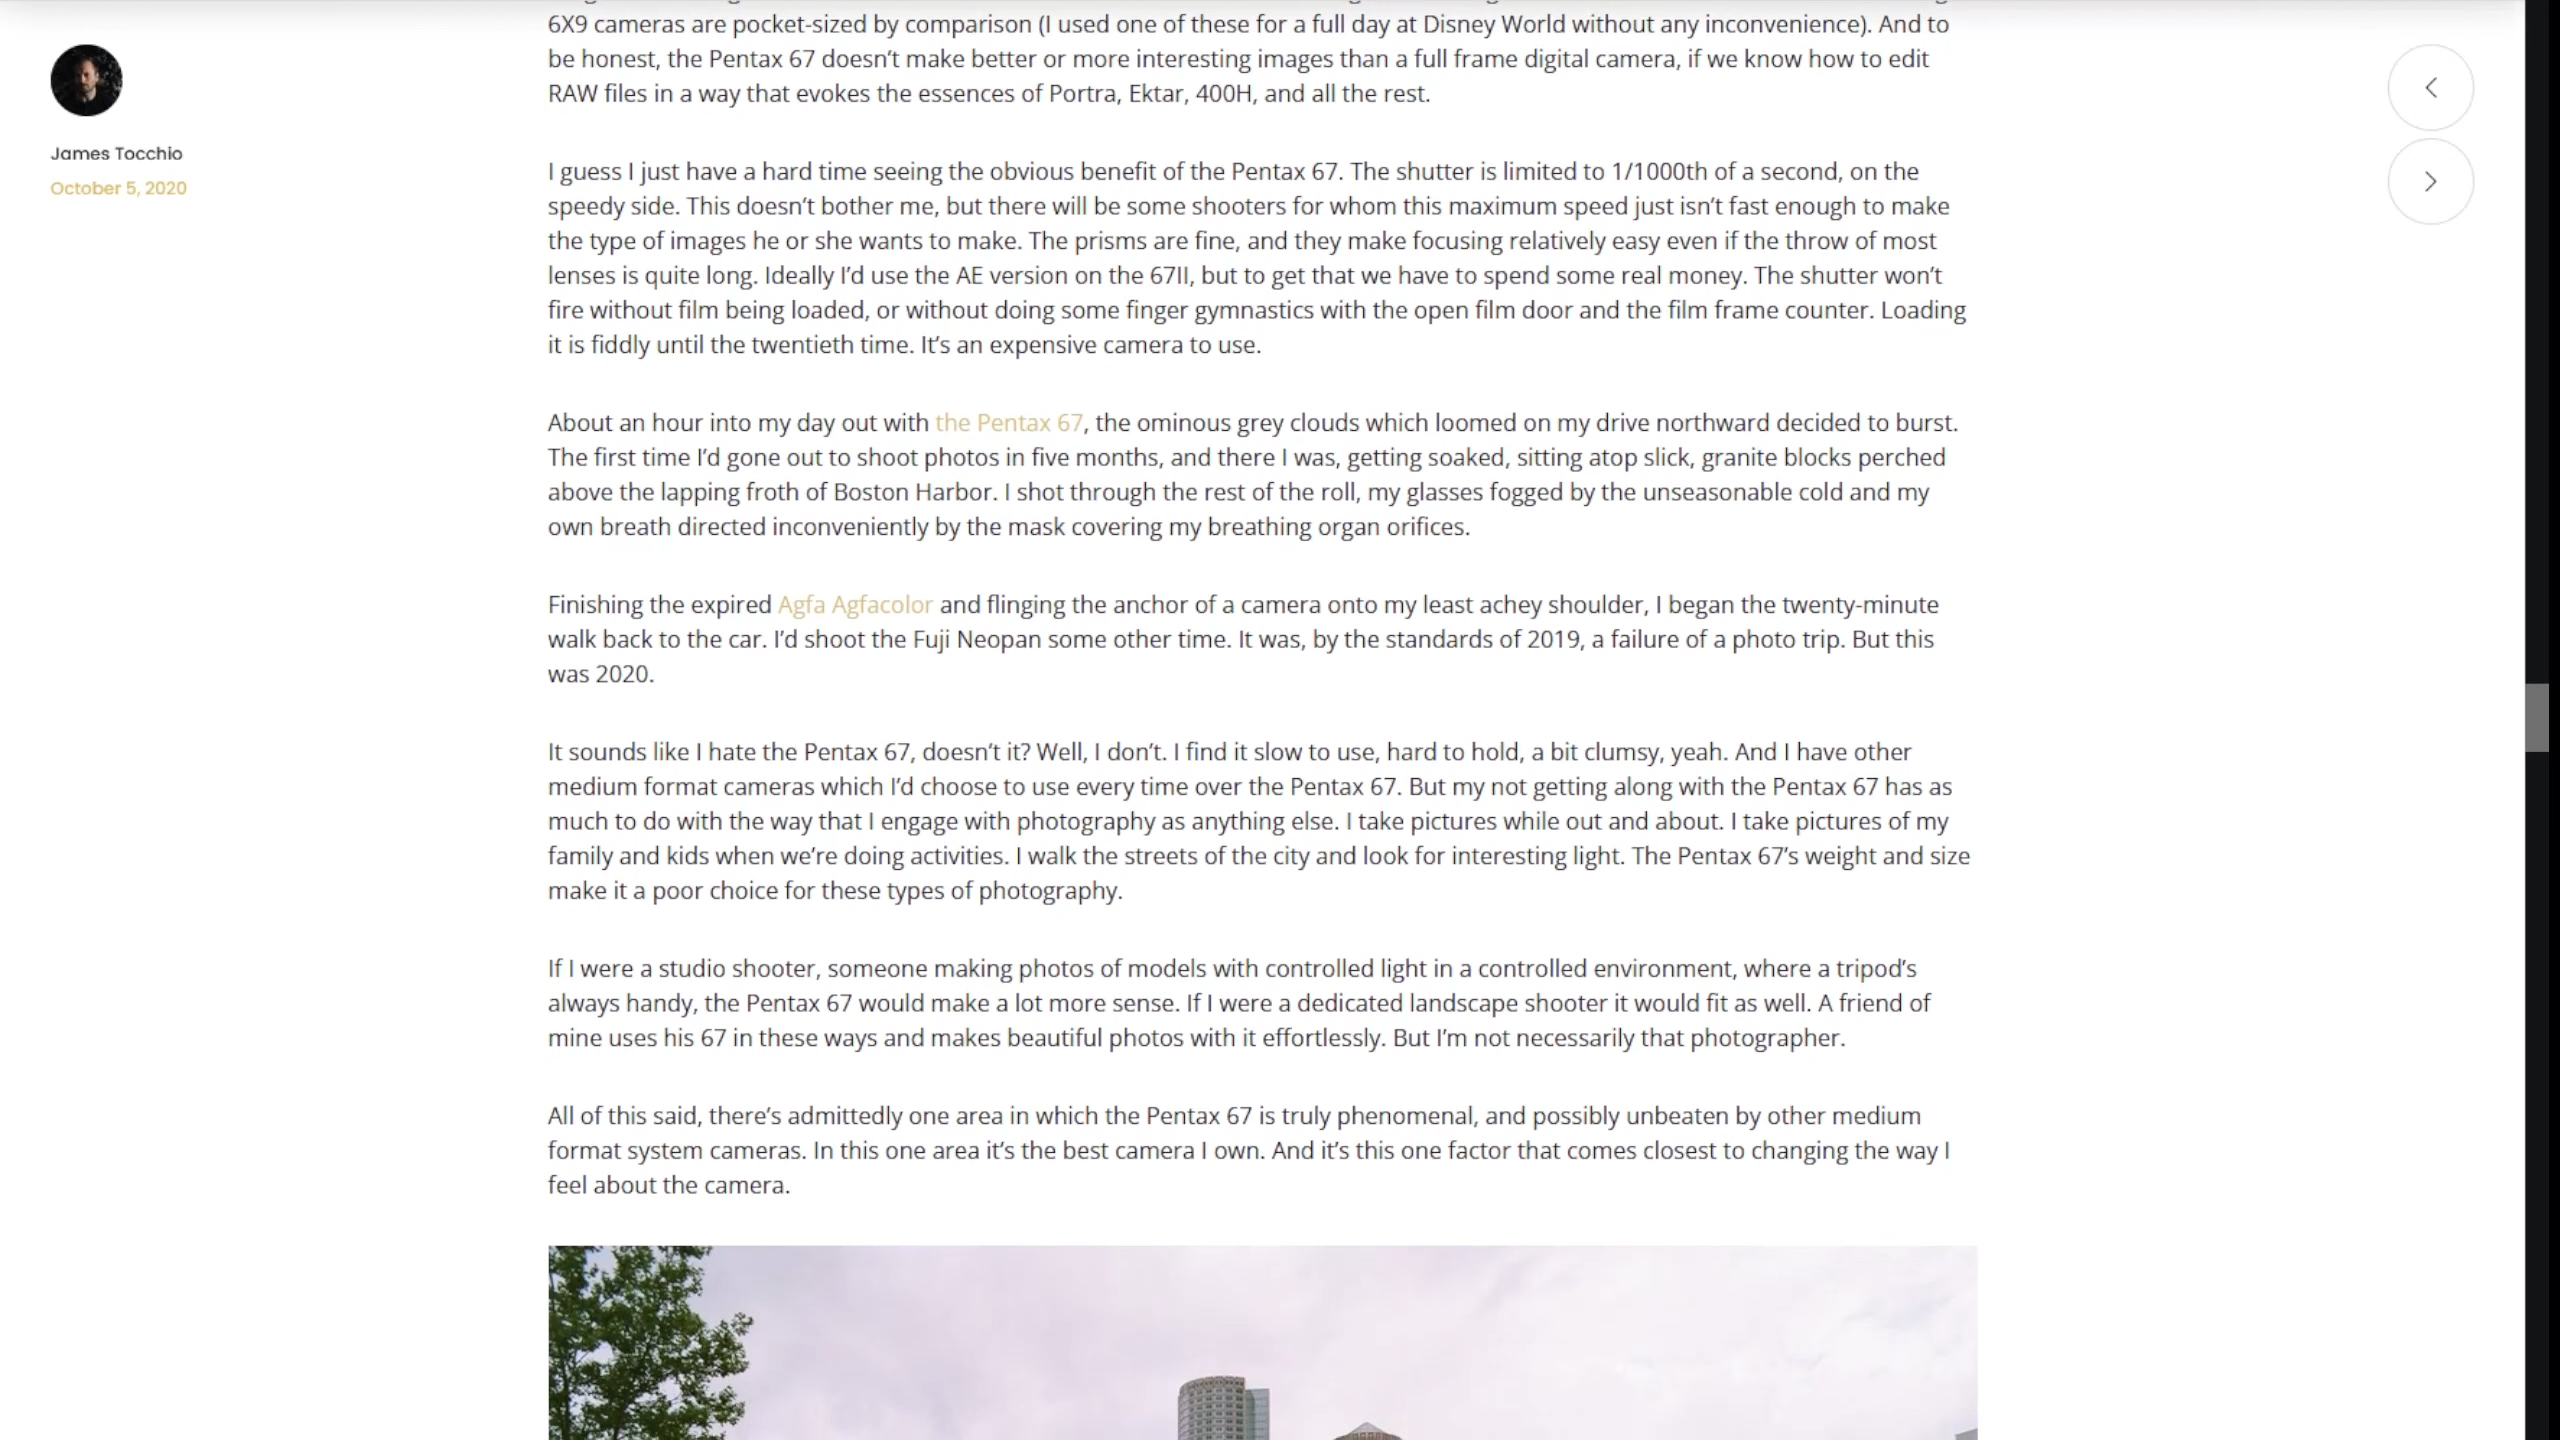 6X9 cameras are pocket-sized by comparison (I used one of these for a full day at Disney World without any inconvenience). And to
be honest, the Pentax 67 doesn’t make better or more interesting images than a full frame digital camera, if we know how to edit
RAW files in a way that evokes the essences of Portra, Ektar, 400H, and all the rest.
James Tocchio
October 5, 2020
I guess I just have a hard time seeing the obvious benefit of the Pentax 67. The shutter is limited to 1/1000th of a second, on the
speedy side. This doesn’t bother me, but there will be some shooters for whom this maximum speed just isn’t fast enough to make
the type of images he or she wants to make. The prisms are fine, and they make focusing relatively easy even if the throw of most
lenses is quite long. Ideally I’d use the AE version on the 67II, but to get that we have to spend some real money. The shutter won’t
fire without film being loaded, or without doing some finger gymnastics with the open film door and the film frame counter. Loading
it is fiddly until the twentieth time. It’s an expensive camera to use.
About an hour into my day out with the Pentax 67, the ominous grey clouds which loomed on my drive northward decided to burst.
The first time I’d gone out to shoot photos in five months, and there I was, getting soaked, sitting atop slick, granite blocks perched
above the lapping froth of Boston Harbor. I shot through the rest of the roll, my glasses fogged by the unseasonable cold and my
own breath directed inconveniently by the mask covering my breathing organ orifices.
Finishing the expired Agfa Agfacolor and flinging the anchor of a camera onto my least achey shoulder, I began the twenty-minute
walk back to the car. I’d shoot the Fuji Neopan some other time. It was, by the standards of 2019, a failure of a photo trip. But this
was 2020.
It sounds like I hate the Pentax 67, doesn’t it? Well, I don’t. I find it slow to use, hard to hold, a bit clumsy, yeah. And I have other
medium format cameras which I’d choose to use every time over the Pentax 67. But my not getting along with the Pentax 67 has as
much to do with the way that I engage with photography as anything else. I take pictures while out and about. I take pictures of my
family and kids when we’re doing activities. I walk the streets of the city and look for interesting light. The Pentax 67’s weight and size
make it a poor choice for these types of photography.
If I were a studio shooter, someone making photos of models with controlled light in a controlled environment, where a tripod’s
always handy, the Pentax 67 would make a lot more sense. If I were a dedicated landscape shooter it would fit as well. A friend of
mine uses his 67 in these ways and makes beautiful photos with it effortlessly. But I’m not necessarily that photographer.
All of this said, there’s admittedly one area in which the Pentax 67 is truly phenomenal, and possibly unbeaten by other medium
format system cameras. In this one area it’s the best camera I own. And it’s this one factor that comes closest to changing the way I
feel about the camera.